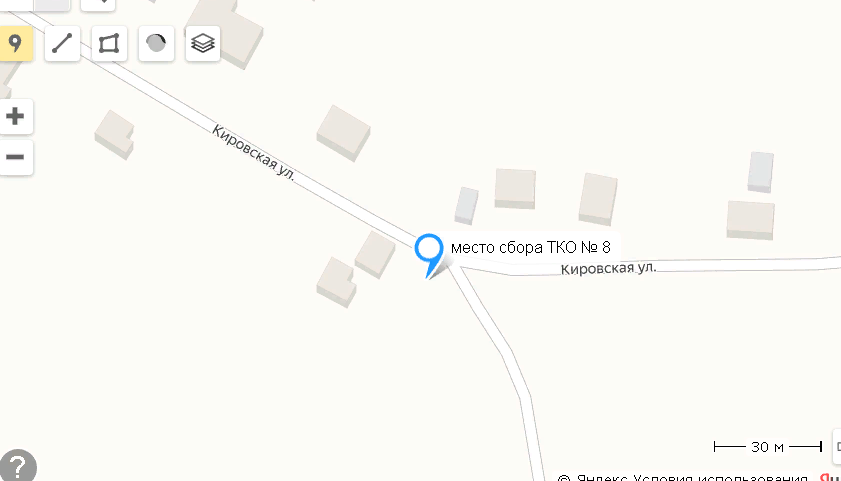 Кировская ул.
место сбора ТКО № 8
Кировская ул.
30 м
?
© Яндекс Условия использования